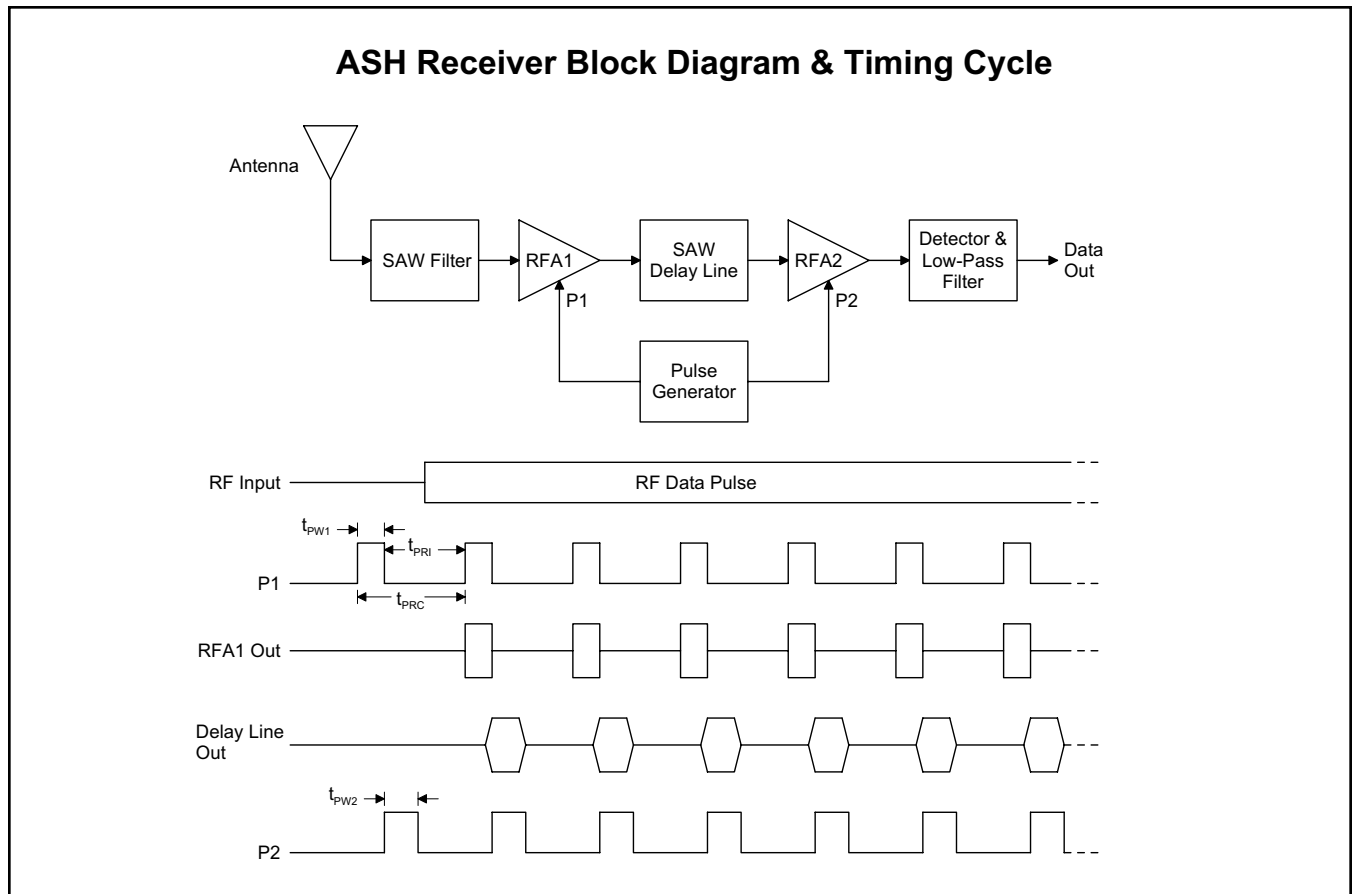 ASH Receiver Block Diagram & Timing Cycle
Antenna
SAW Filter
RFA1
SAW
Delay Line
RFA2
Detector &
Low-Pass
Filter
Data
Out
P1
P2
Pulse
Generator
RF Input
RF Data Pulse
tPW1
tPRI
P1
tPRC
RFA1 Out
Delay Line
Out
tPW2
P2